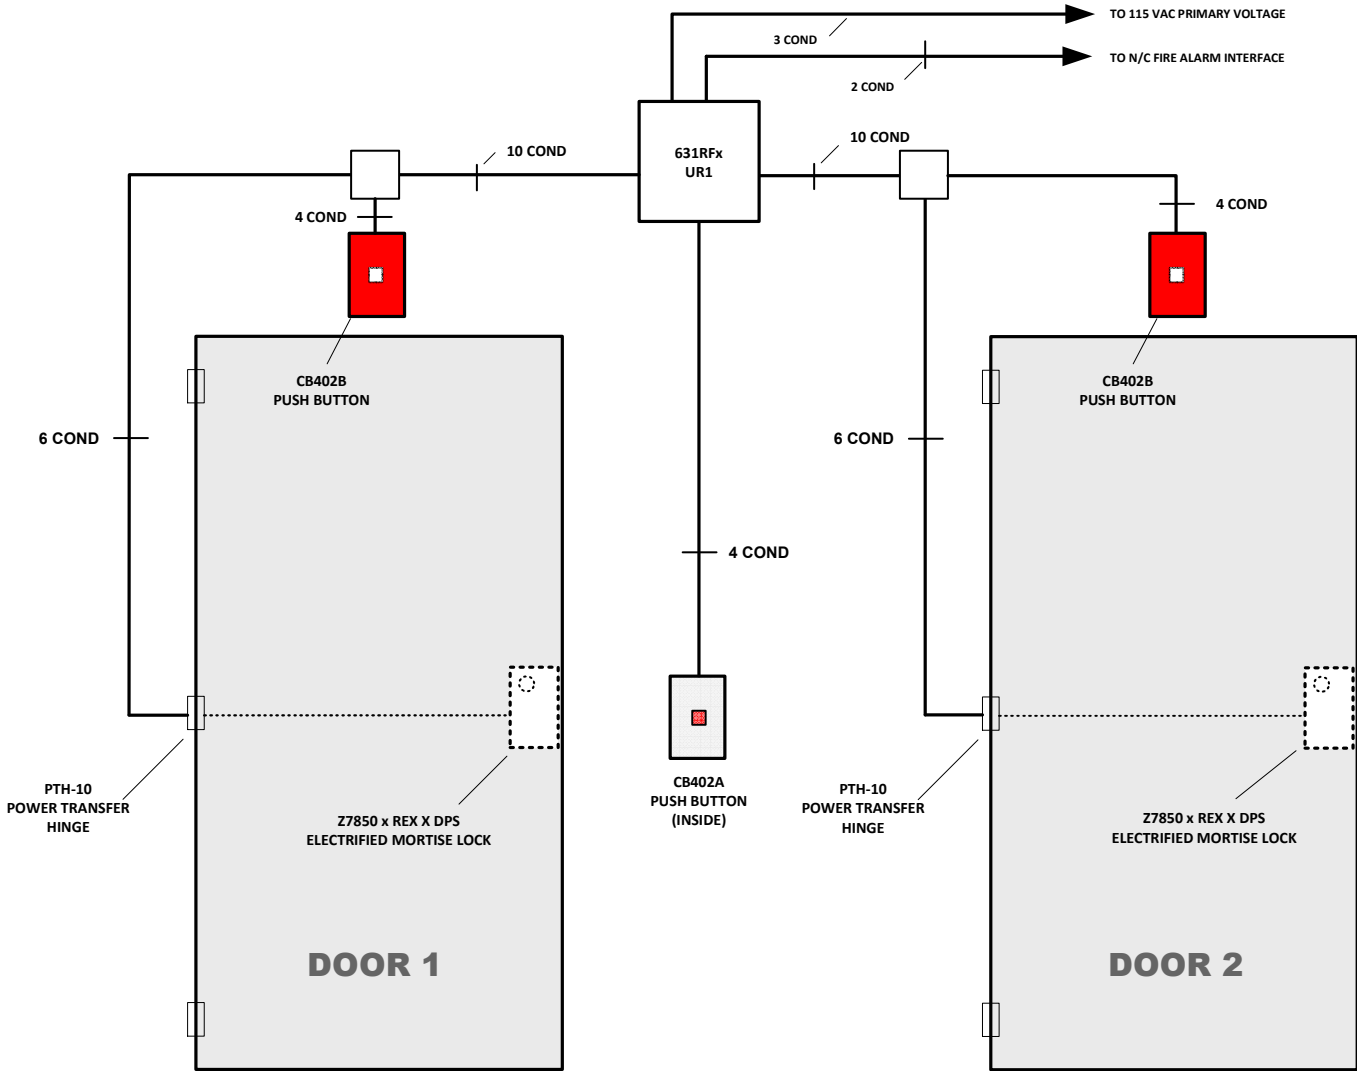 TO 115 VAC PRIMARY VOLTAGE
3 COND
TO N/C FIRE ALARM INTERFACE
2 COND
10 COND
631RFx
UR1
10 COND
4 COND
4 COND
CB402B
PUSH BUTTON
CB402B
PUSH BUTTON
6 COND
6 COND
4 COND
PTH-10
POWER TRANSFER
HINGE
Z7850 x REX X DPS
ELECTRIFIED MORTISE LOCK
CB402A
PUSH BUTTON
(INSIDE)
PTH-10
POWER TRANSFER
HINGE
Z7850 x REX X DPS
ELECTRIFIED MORTISE LOCK
DOOR 1
DOOR 2